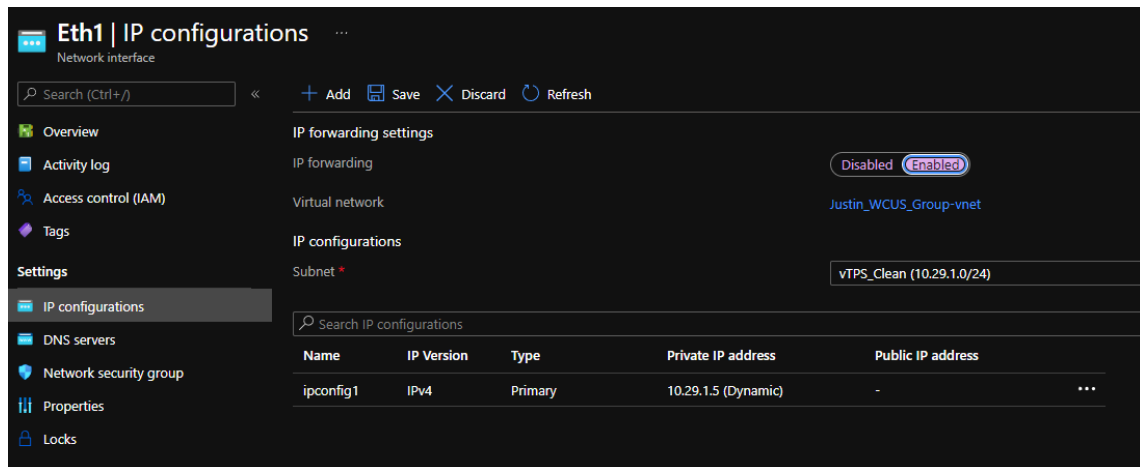 Eth1 | IP configurations ...
Network interface
Search (Ctrl+/) «
Overview
Activity log
Access control (IAM)
Tags
Settings
IP configurations
DNS servers
Network security group
Properties
Locks
Add Save Discard Refresh
IP forwarding settings
IP forwarding Disabled Enabled
Virtual network Justin_WCUS_Group-vnet
IP configurations
Subnet * vTPS_Clean (10.29.1.0/24)
Search IP configurations
Name IP Version Type Private IP address Public IP address
ipconfig1 IPv4 Primary 10.29.1.5 (Dynamic) - ...